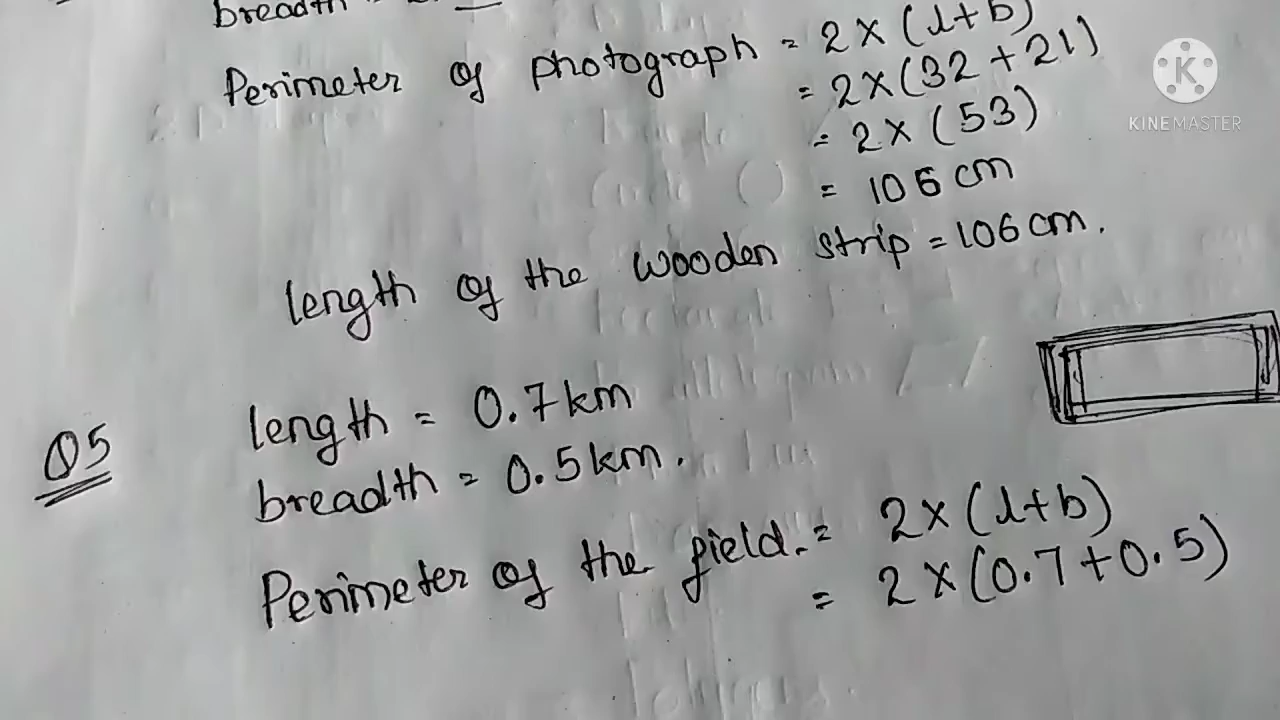 breadth
Perimeter of photograph = 2 × (l+b)
= 2×(32 + 21)
= 2 × (53)
= 106 cm
length of the wooden strip = 106 cm.
Q5
length = 0.7 km
breadth = 0.5 km.
Perimeter of the field. = 2 × (l+b)
= 2 × (0.7 + 0.5)
KINEMASTER